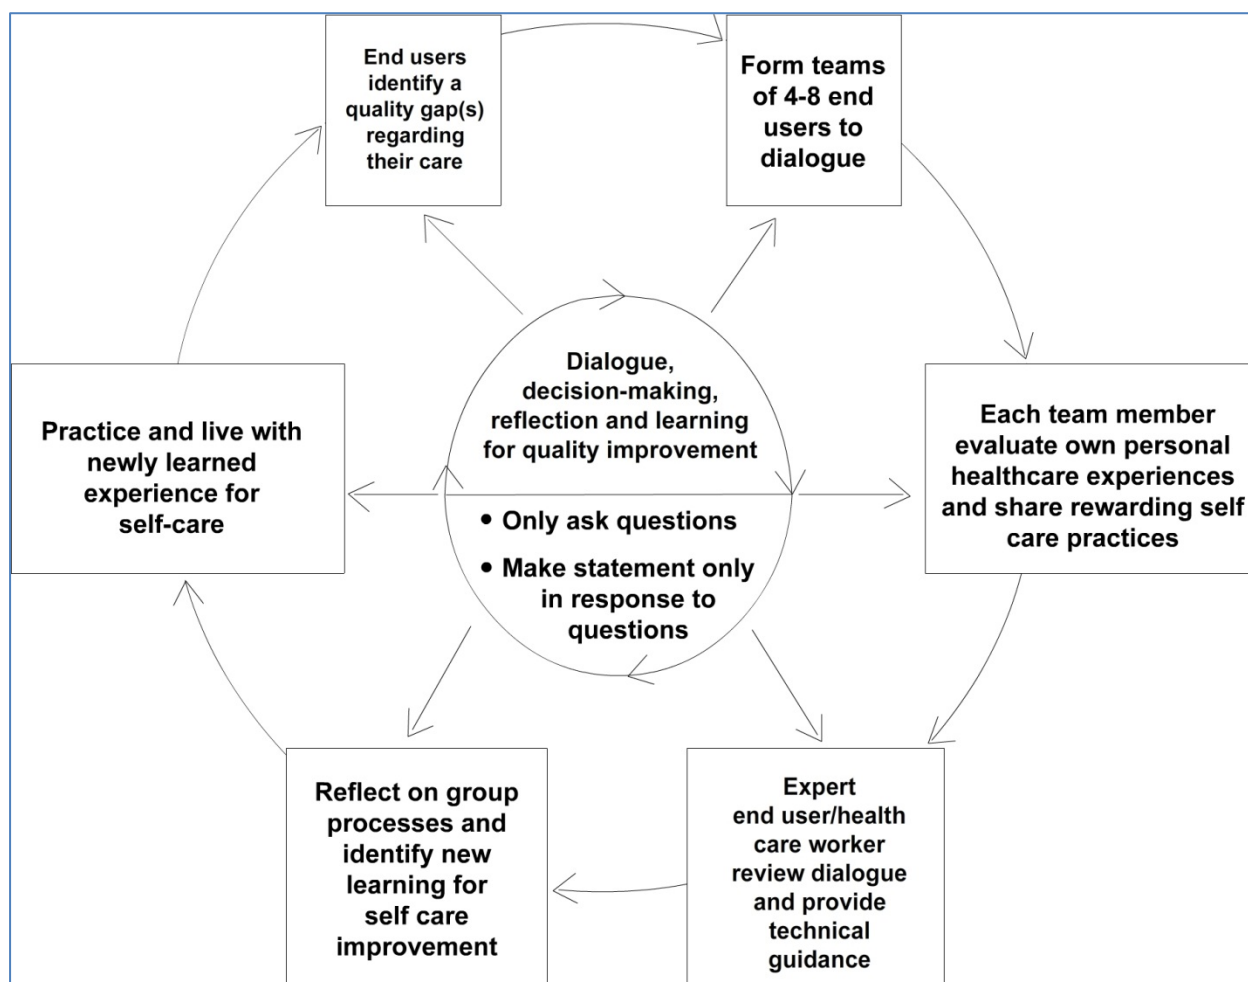 End users
identify a
quality gap(s)
regarding
their care
Form teams
of 4-8 end
users to
dialogue
Each team member
evaluate own personal
healthcare experiences
and share rewarding self
care practices
Expert
end user/health
care worker
review dialogue
and provide
technical
guidance
Reflect on group
processes and
identify new
learning for
self care
improvement
Practice and live with
newly learned
experience for
self-care
Dialogue,
decision-making,
reflection and learning
for quality improvement
• Only ask questions
• Make statement only
in response to
questions